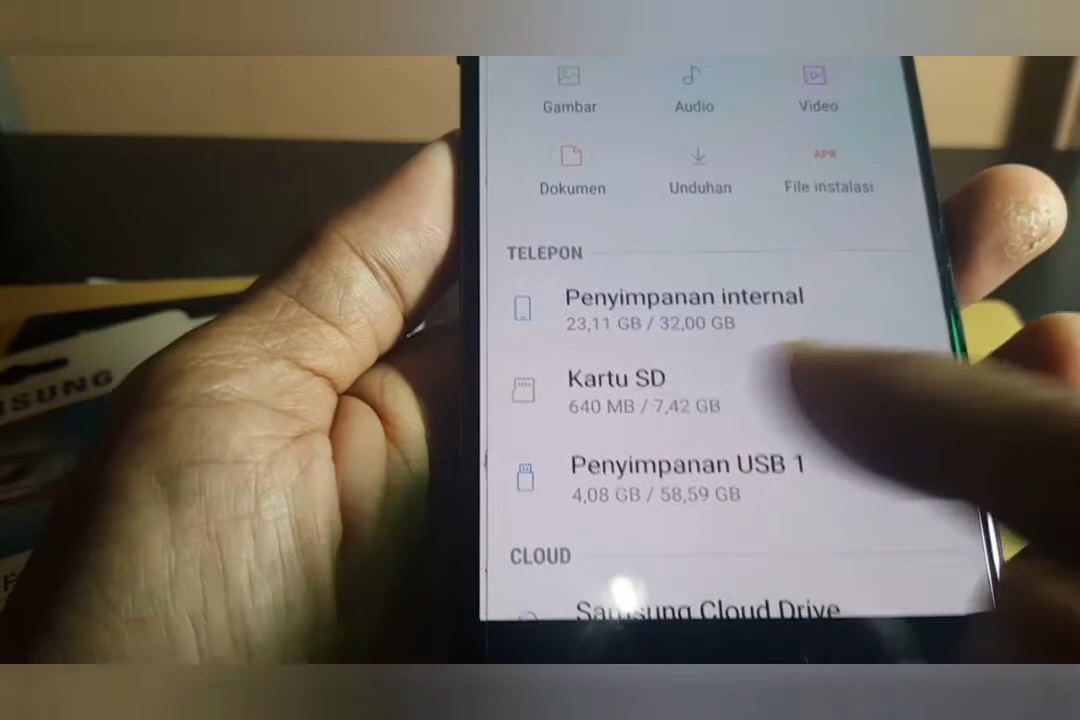 Gambar Audio Video
APK
Dokumen Unduhan File instalasi
TELEPON
Penyimpanan internal
23,11 GB / 32,00 GB
Kartu SD
640 MB / 7,42 GB
Penyimpanan USB 1
4,08 GB / 58,59 GB
CLOUD
Samsung Cloud Drive
SUNG